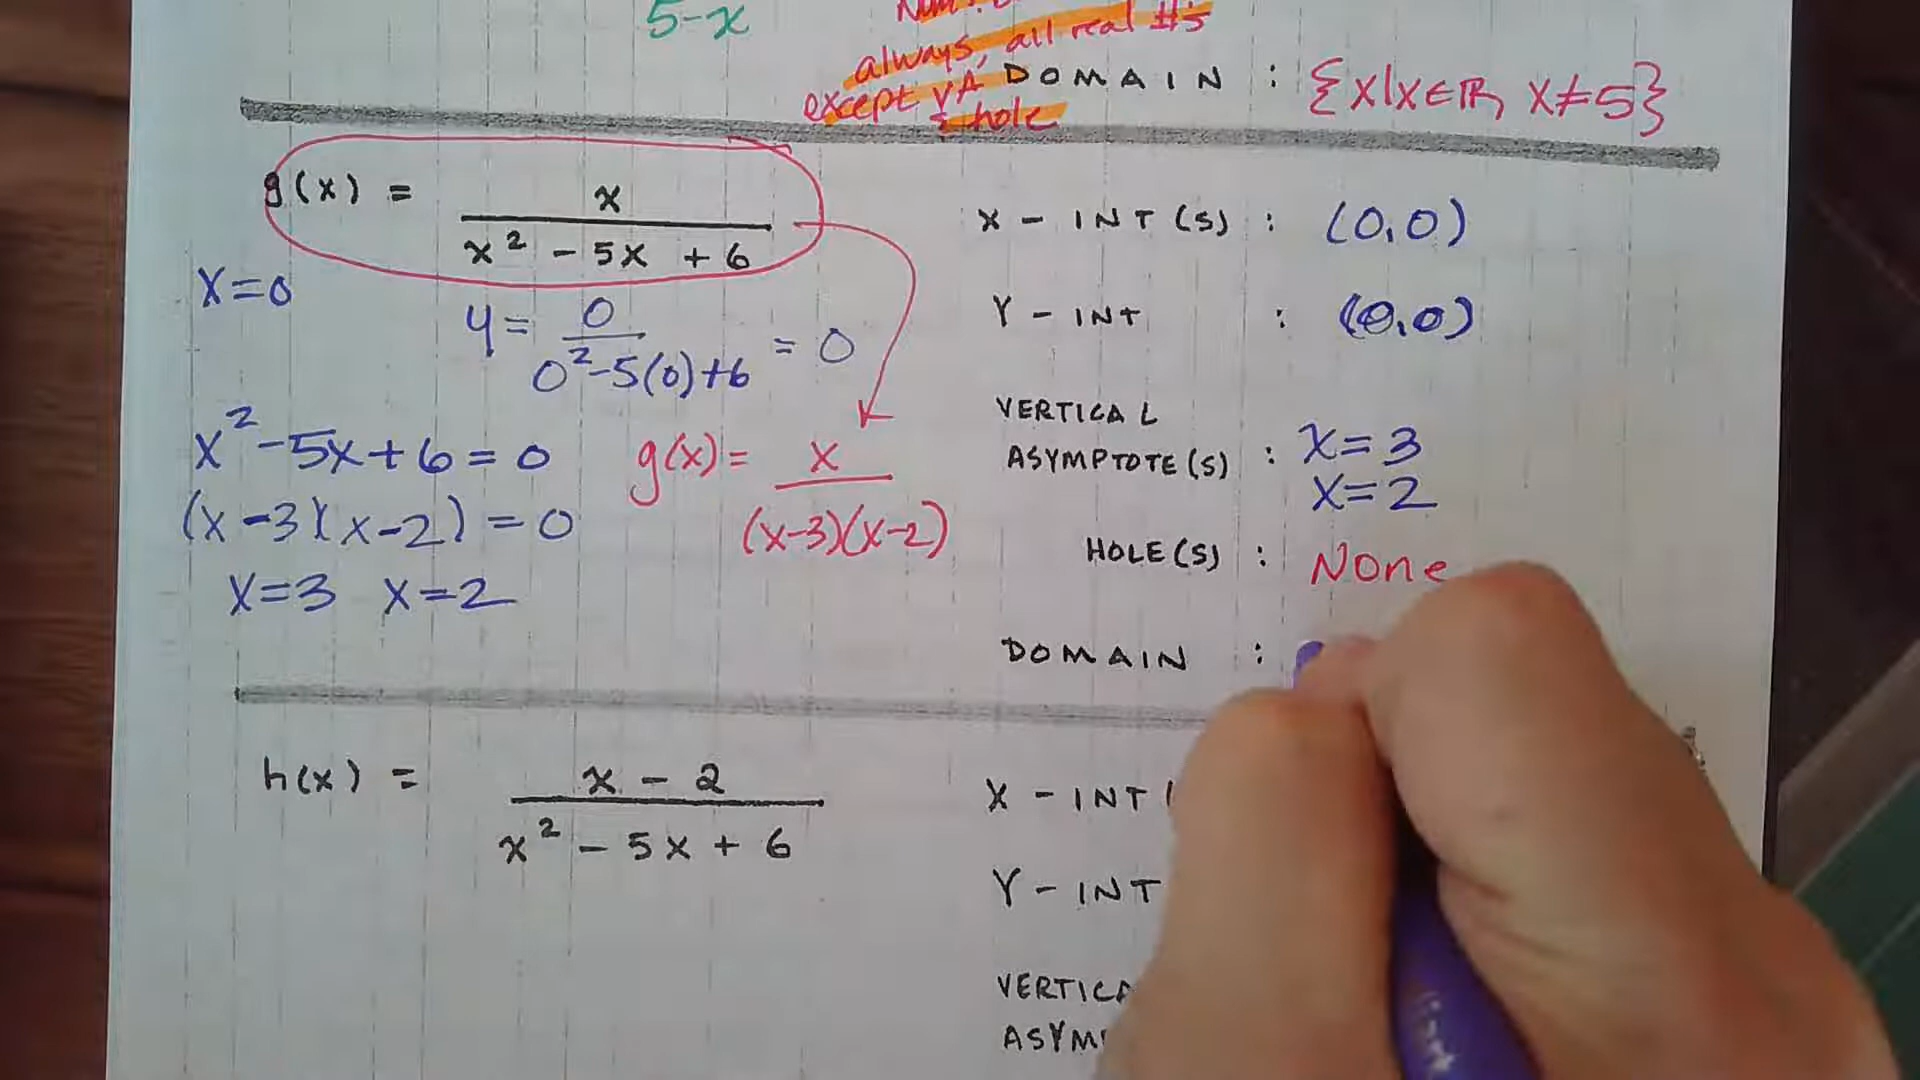 5-x
always, all real #s
except VA
& hole
DOMAIN : {x|x∈ℝ, x≠5}
g(x) = x / x² - 5x + 6
x=0
y = 0 / 0²-5(0)+6 = 0
x²-5x+6=0
(x-3)(x-2)=0
x=3 x=2
g(x)= x / (x-3)(x-2)
X-INT(S) : (0,0)
Y-INT : (0,0)
VERTICAL
ASYMPTOTE(S) : x=3
x=2
HOLE(S) : None
DOMAIN :
h(x) = x - 2 / x² - 5x + 6
X-INT
Y-INT